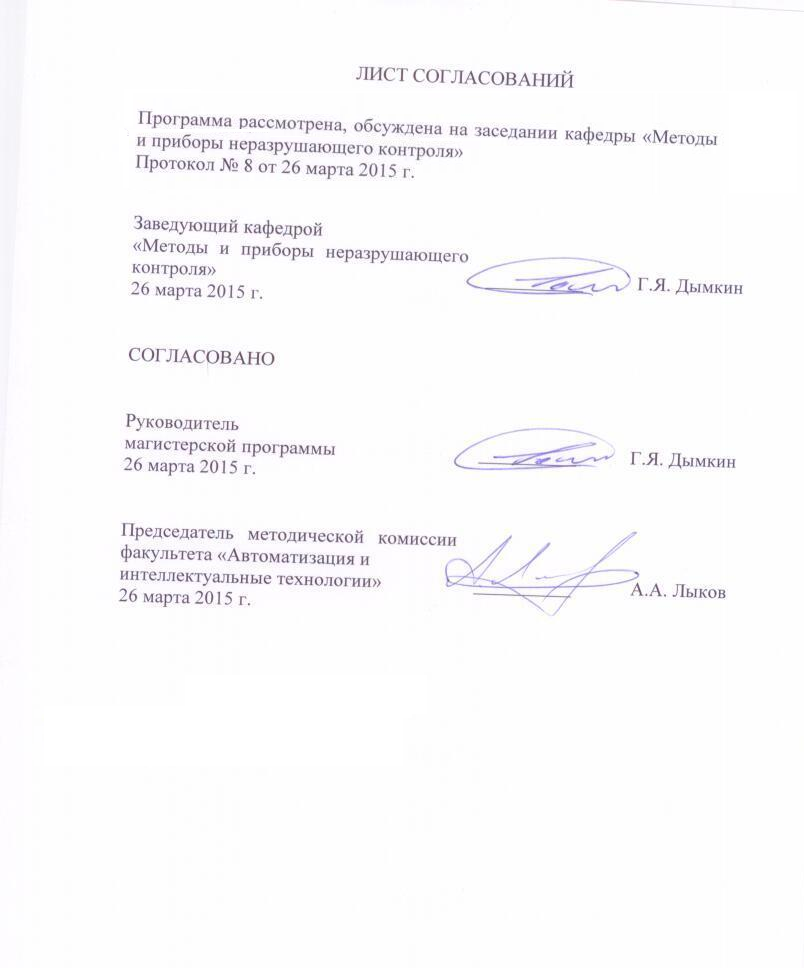 ЛИСТ СОГЛАСОВАНИЙ
Программа рассмотрена, обсуждена на заседании кафедры «Методы
и приборы неразрушающего контроля»
Протокол № 8 от 26 марта 2015 г.
Заведующий кафедрой
«Методы и приборы неразрушающего
контроля»
26 марта 2015 г.
Г.Я. Дымкин
СОГЛАСОВАНО
Руководитель
магистерской программы
26 марта 2015 г.
Г.Я. Дымкин
Председатель методической комиссии
факультета «Автоматизация и
интеллектуальные технологии»
26 марта 2015 г.
А.А. Лыков